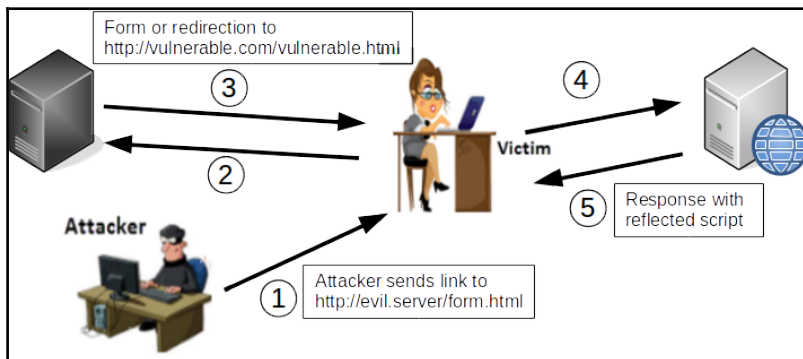 Form or redirection to
http://vulnerable.com/vulnerable.html
3
4
Victim
2
5
Response with
reflected script
Attacker
1
Attacker sends link to
http://evil.server/form.html